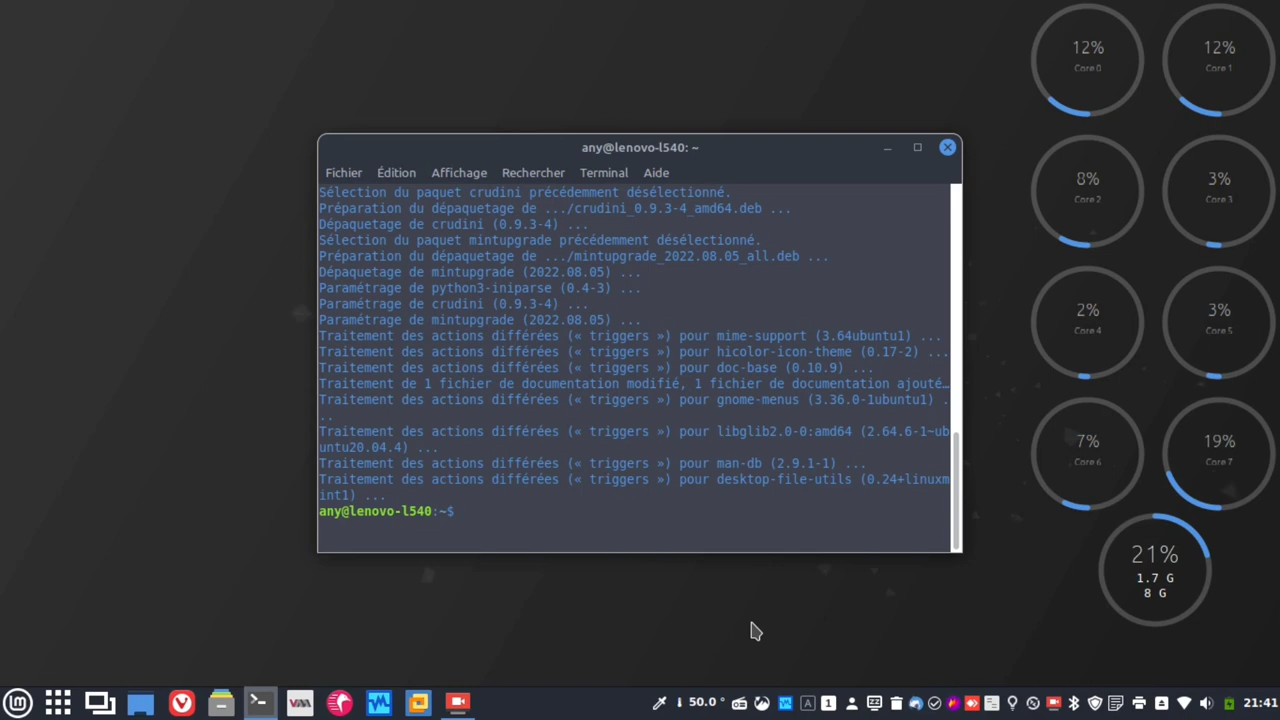 any@lenovo-l540: ~
Fichier Édition Affichage Rechercher Terminal Aide
Sélection du paquet crudini précédemment désélectionné.
Préparation du dépaquetage de .../crudini_0.9.3-4_amd64.deb ...
Dépaquetage de crudini (0.9.3-4) ...
Sélection du paquet mintupgrade précédemment désélectionné.
Préparation du dépaquetage de .../mintupgrade_2022.08.05_all.deb ...
Dépaquetage de mintupgrade (2022.08.05) ...
Paramétrage de python3-iniparse (0.4-3) ...
Paramétrage de crudini (0.9.3-4) ...
Paramétrage de mintupgrade (2022.08.05) ...
Traitement des actions différées (« triggers ») pour mime-support (3.64ubuntu1) ...
Traitement des actions différées (« triggers ») pour hicolor-icon-theme (0.17-2) ...
Traitement des actions différées (« triggers ») pour doc-base (0.10.9) ...
Traitement de 1 fichier de documentation modifié, 1 fichier de documentation ajouté…
Traitement des actions différées (« triggers ») pour gnome-menus (3.36.0-1ubuntu1) .
..
Traitement des actions différées (« triggers ») pour libglib2.0-0:amd64 (2.64.6-1~ub
untu20.04.4) ...
Traitement des actions différées (« triggers ») pour man-db (2.9.1-1) ...
Traitement des actions différées (« triggers ») pour desktop-file-utils (0.24+linuxm
int1) ...
any@lenovo-l540:~$
12% 12%
Core 0 Core 1
8% 3%
Core 2 Core 3
2% 3%
Core 4 Core 5
7% 19%
Core 6 Core 7
21%
1.7 G
8 G
50.0 ° A 1 21:41